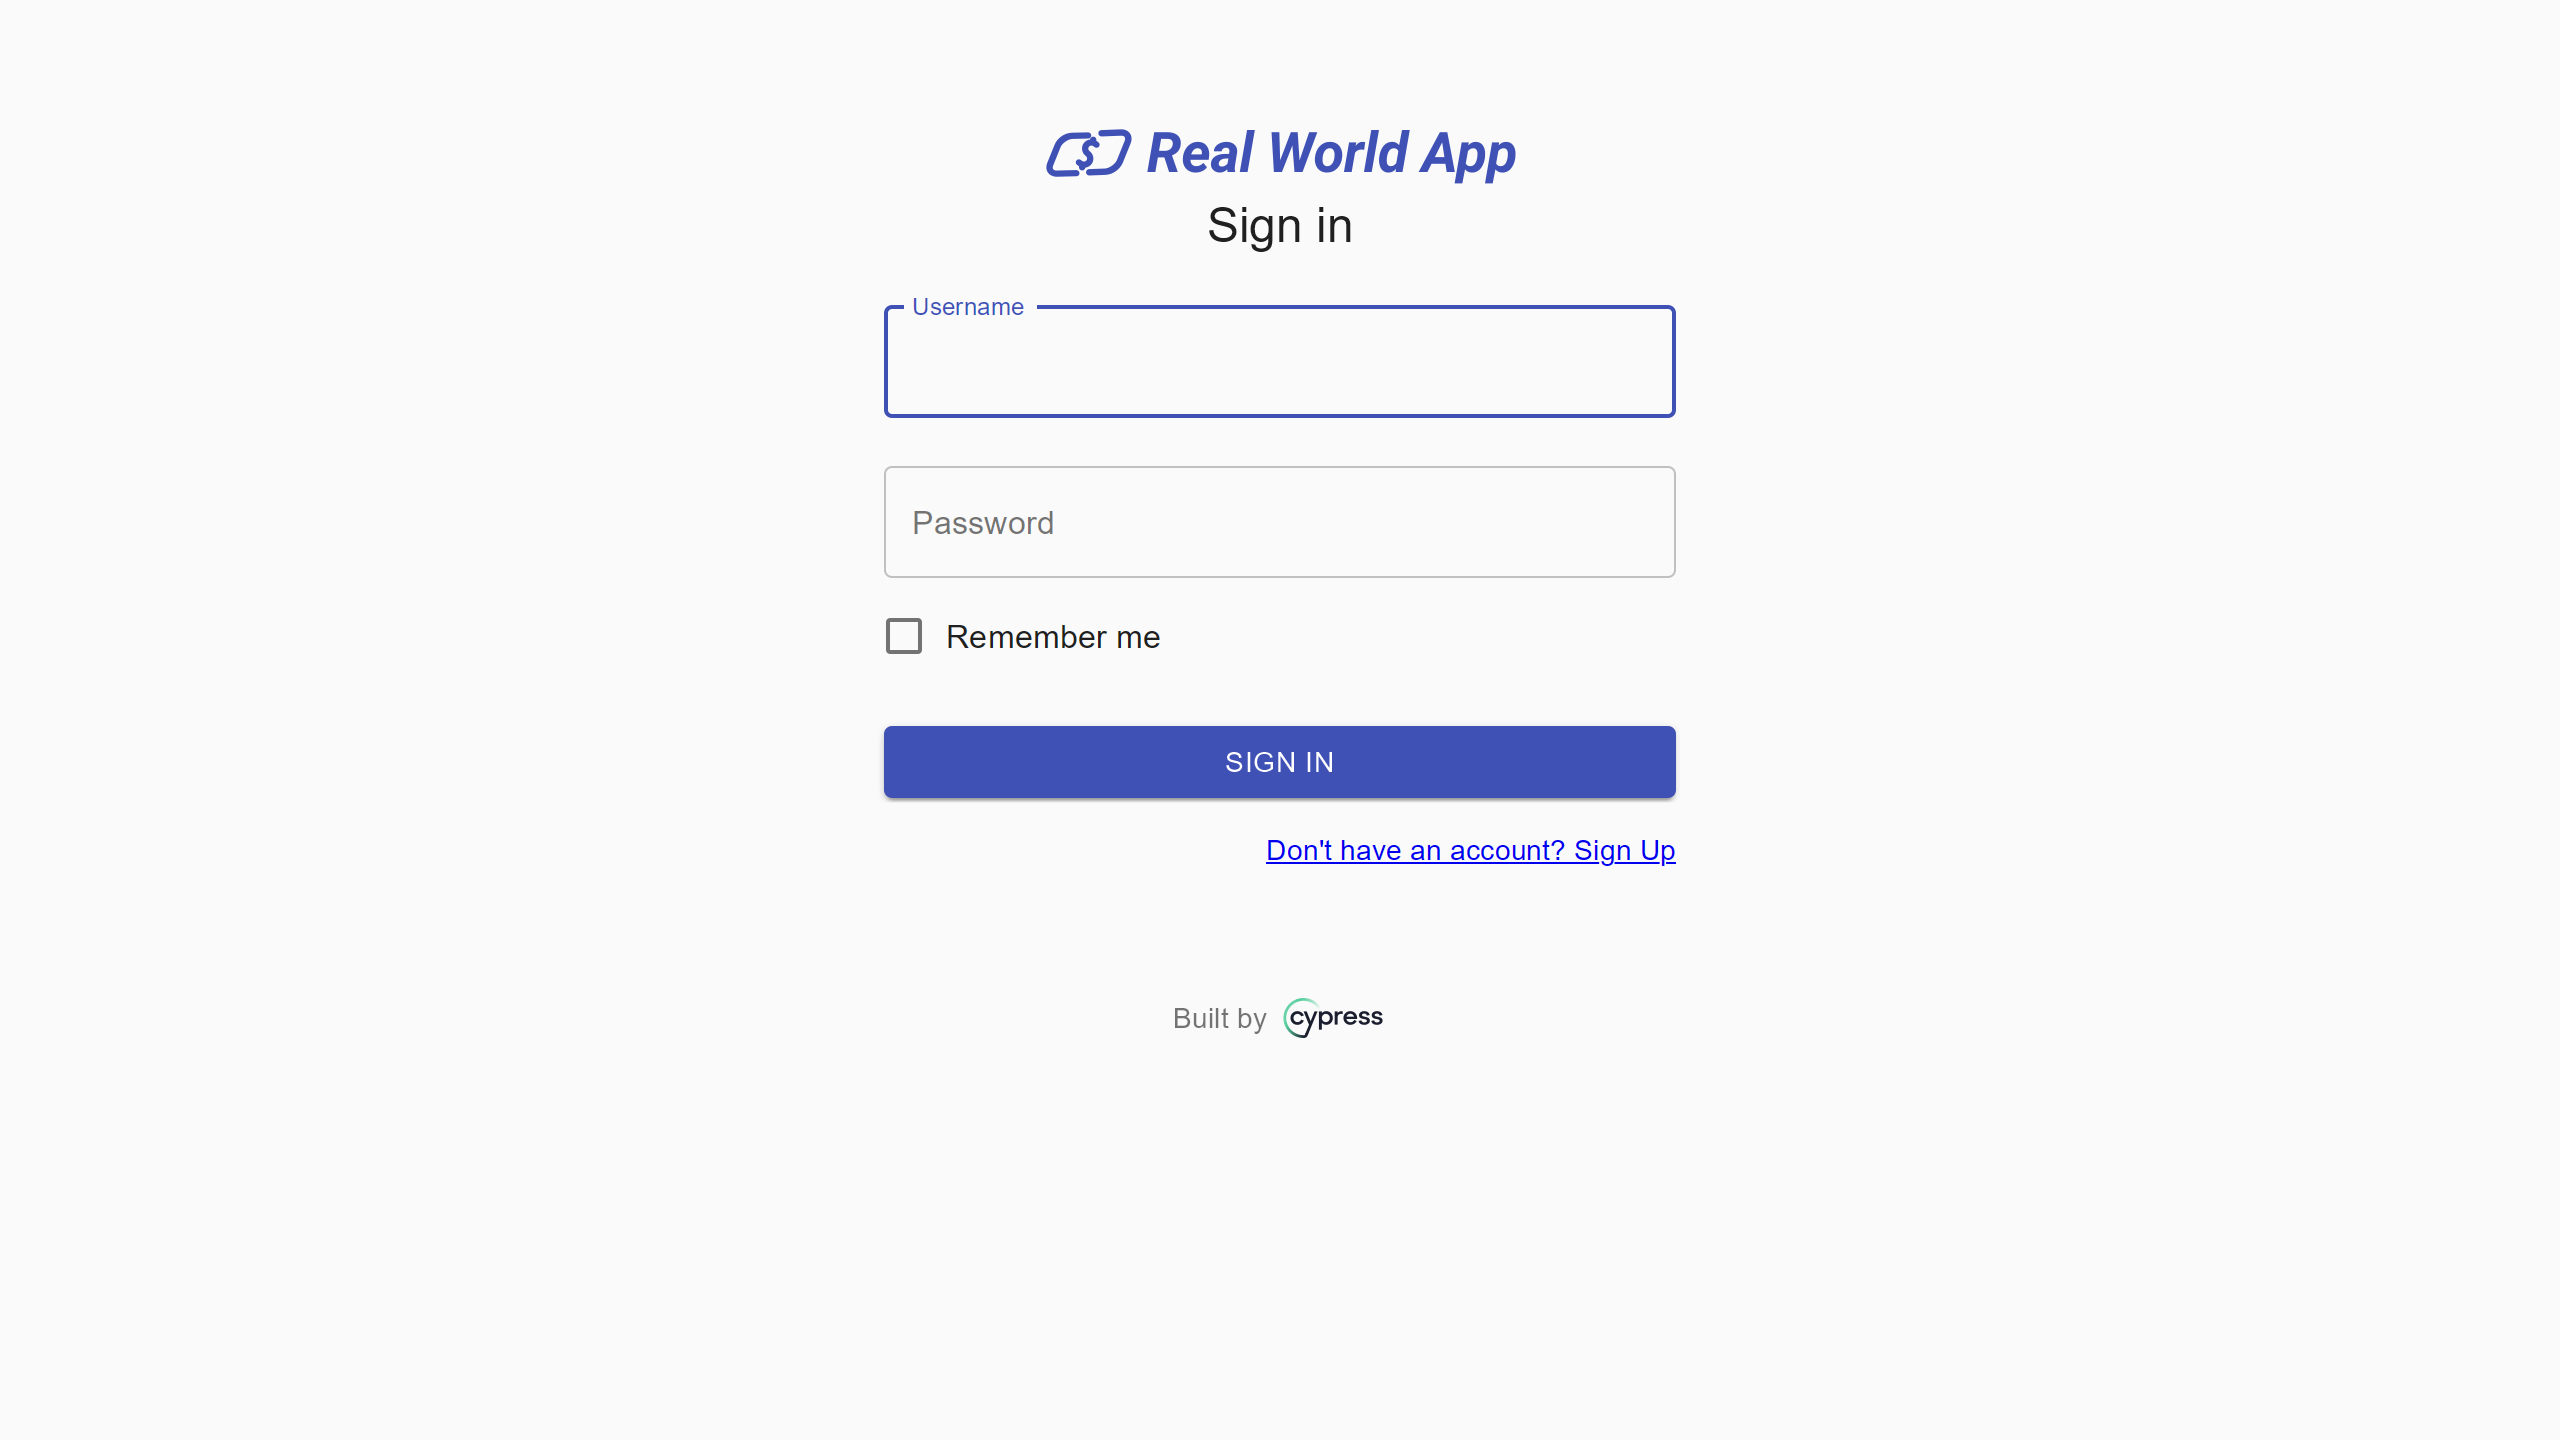 Real World App
Sign in
Username
Password
Remember me
SIGN IN
Don't have an account? Sign Up
Built by cypress